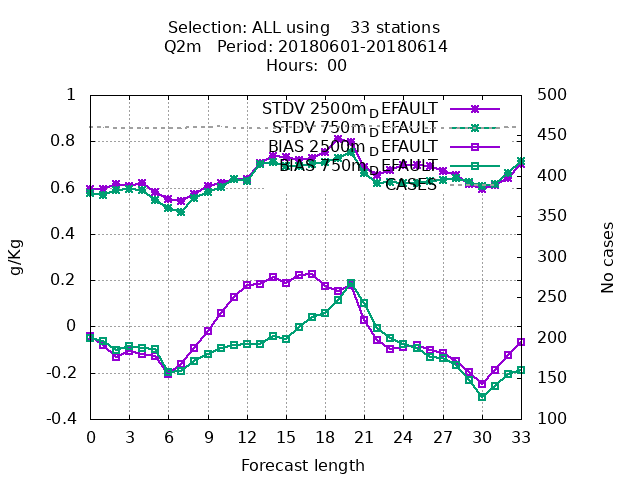 Selection: ALL using    33 stations
Q2m   Period: 20180601-20180614
Hours: 00
STDV 2500m_DEFAULT
STDV 750m_DEFAULT
BIAS 2500m_DEFAULT
BIAS 750m_DEFAULT
CASES
1
0.8
0.6
0.4
0.2
0
-0.2
-0.4
g/Kg
500
450
400
350
300
250
200
150
100
No cases
0 3 6 9 12 15 18 21 24 27 30 33
Forecast length